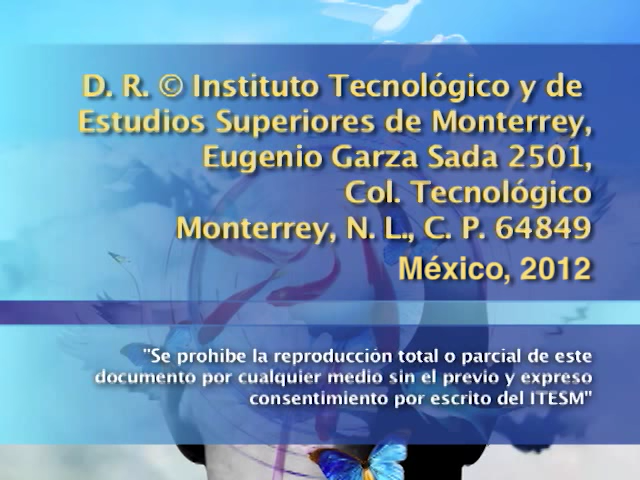 D. R. © Instituto Tecnológico y de
Estudios Superiores de Monterrey,
Eugenio Garza Sada 2501,
Col. Tecnológico
Monterrey, N. L., C. P. 64849
México, 2012
"Se prohibe la reproducción total o parcial de este
documento por cualquier medio sin el previo y expreso
consentimiento por escrito del ITESM"